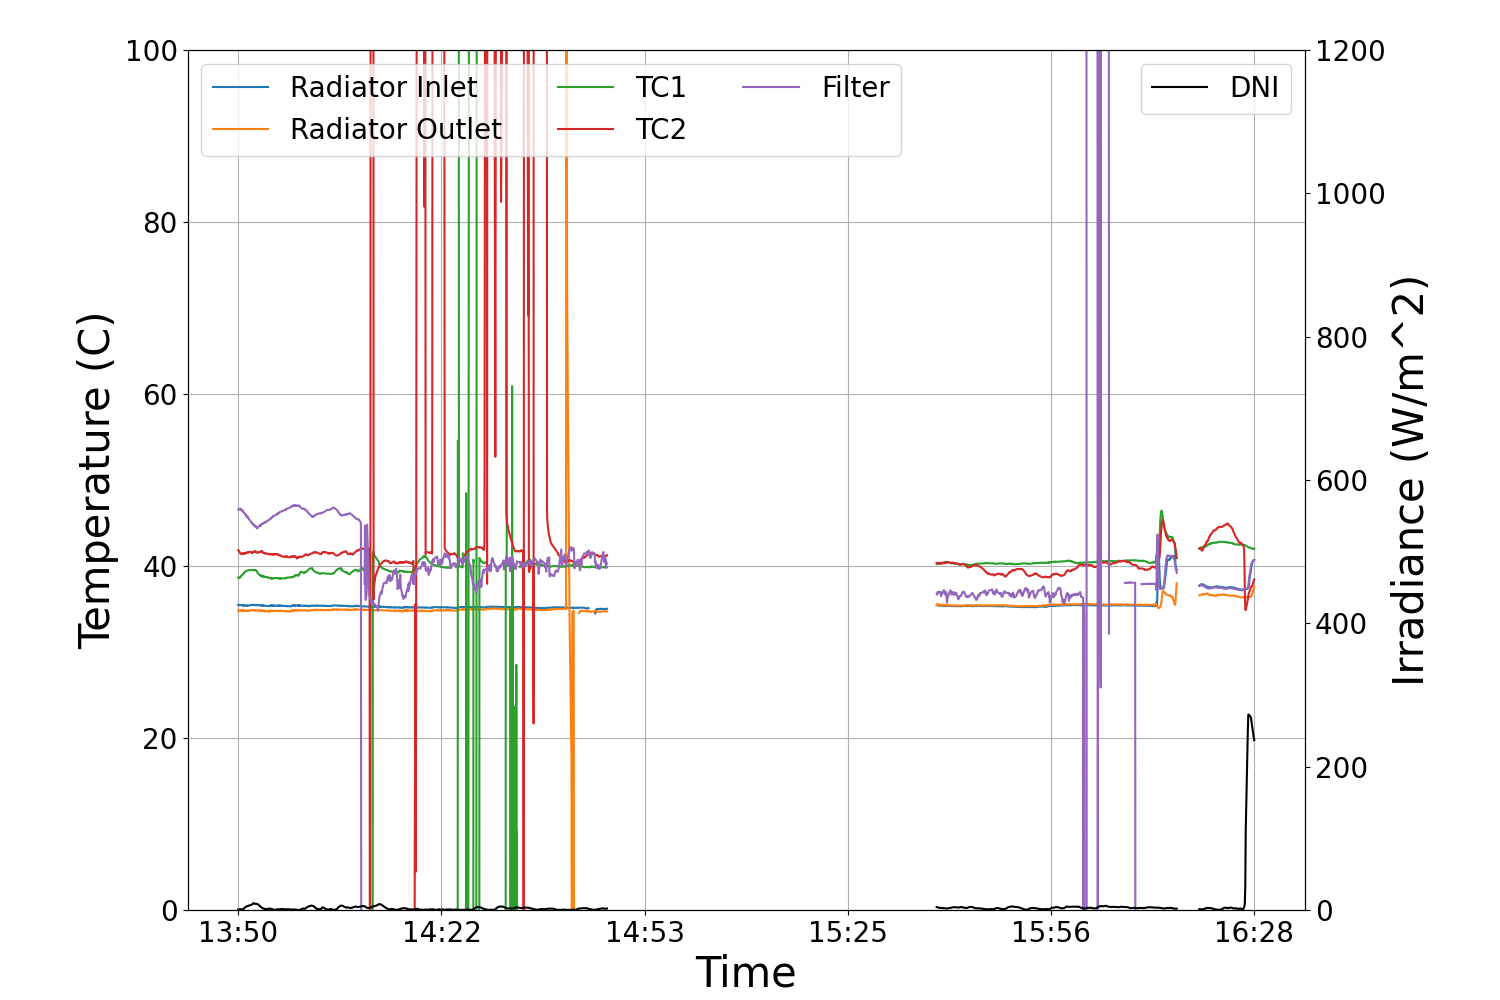 100
80
60
40
20
0
Temperature (C)
Radiator Inlet
Radiator Outlet
TC1
TC2
Filter
DNI
1200
1000
800
600
400
200
0
Irradiance (W/m^2)
13:50 14:22 14:53 15:25 15:56 16:28
Time